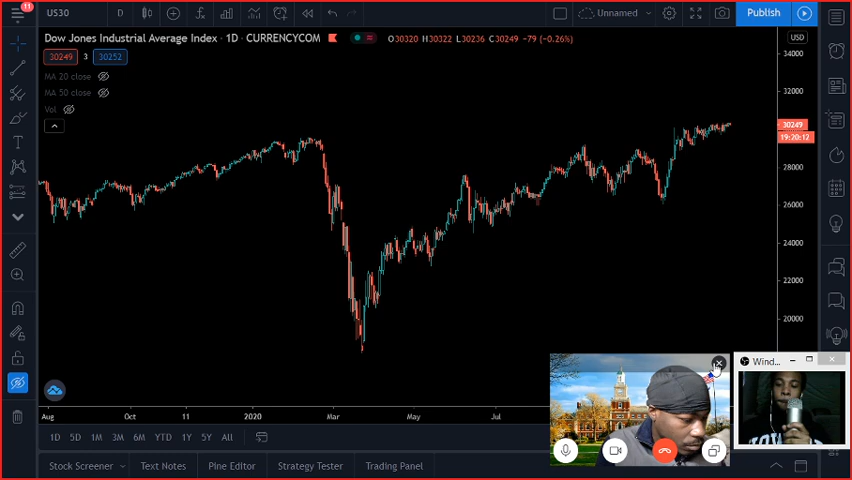 11
US30
D
Unnamed
Publish
Dow Jones Industrial Average Index · 1D · CURRENCYCOM
O30320 H30322 L30236 C30249 −79 (−0.26%)
USD
30249 3 30252
MA 20 close
MA 50 close
Vol
34000
32000
30249
19:20:12
28000
26000
24000
22000
20000
Wind...
Aug Oct 11 2020 Mar May Jul
1D 5D 1M 3M 6M YTD 1Y 5Y All
Stock Screener Text Notes Pine Editor Strategy Tester Trading Panel